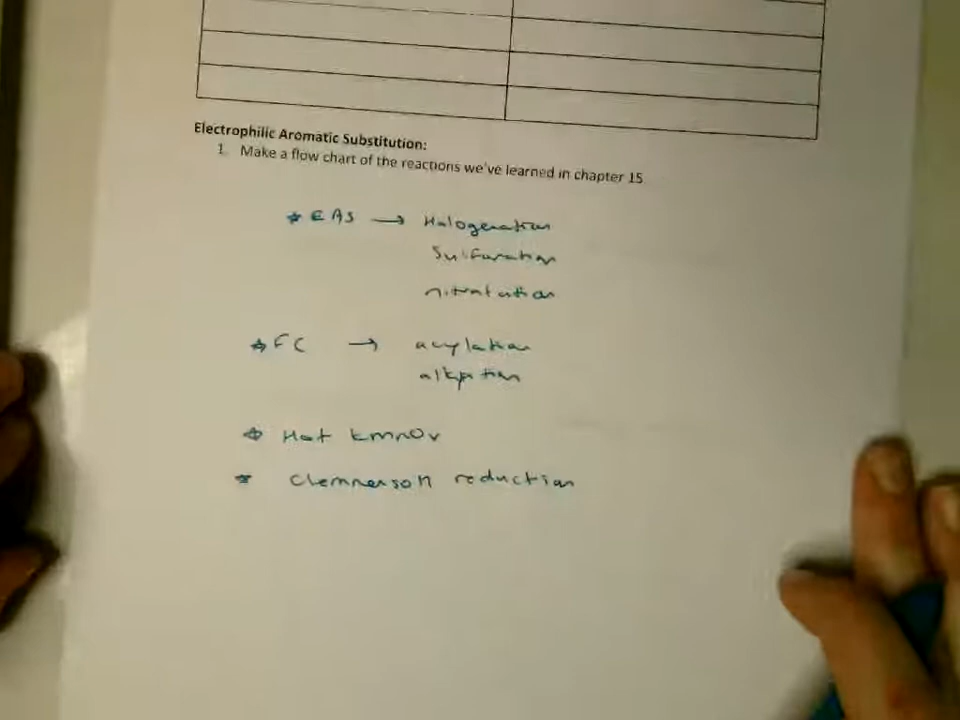 Electrophilic Aromatic Substitution:
1. Make a flow chart of the reactions we've learned in chapter 15
* EAS → Halogenation
Sulfonation
nitration
* FC → acylation
alkylation
* Hot kmnO4
* Clemnerson reduction